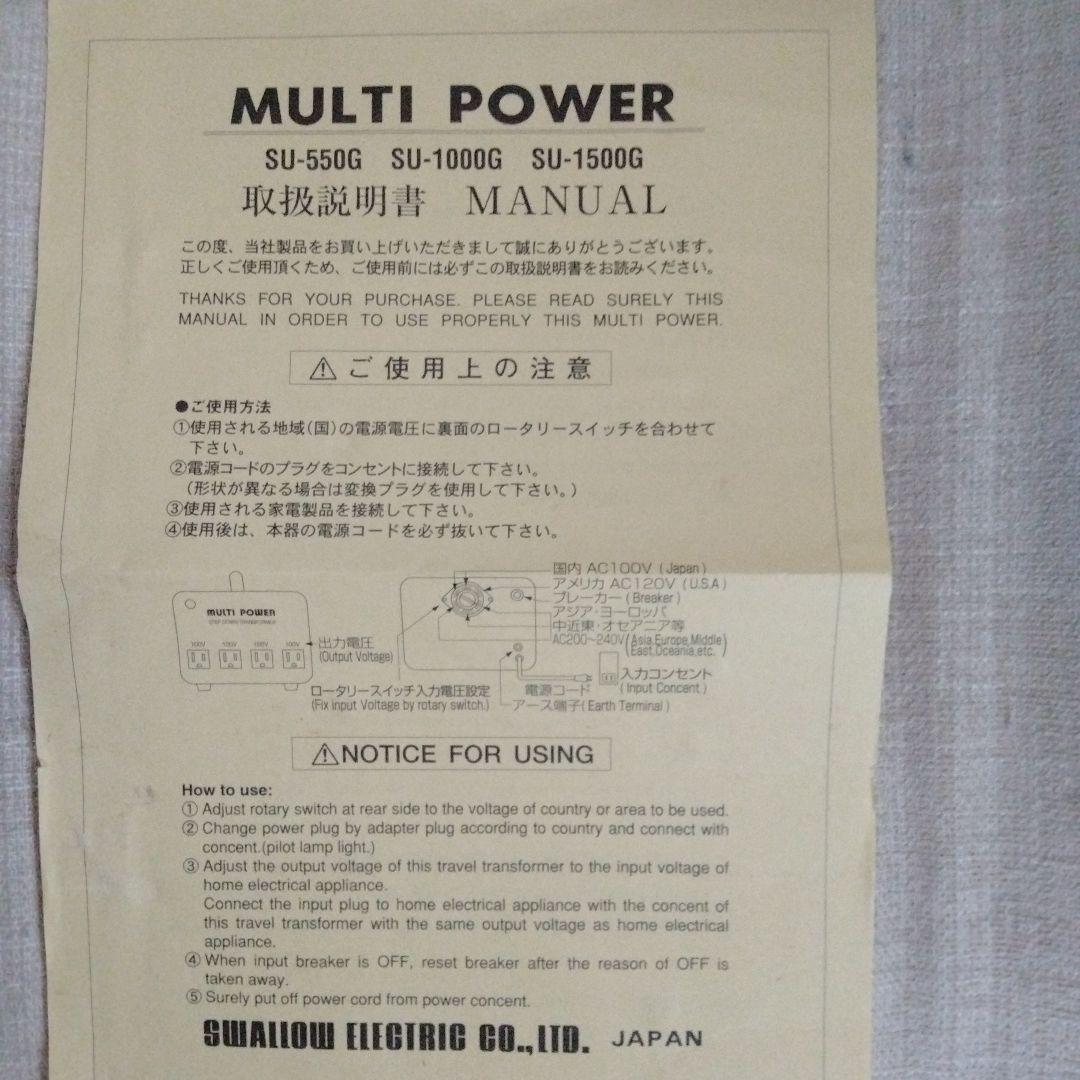 MULTI POWER
SU-550G SU-1000G SU-1500G
取扱説明書 MANUAL
この度、当社製品をお買い上げいただきまして誠にありがとうございます。
正しくご使用頂くため、ご使用前には必ずこの取扱説明書をお読みください。
THANKS FOR YOUR PURCHASE. PLEASE READ SURELY THIS
MANUAL IN ORDER TO USE PROPERLY THIS MULTI POWER.
⚠ご使用上の注意
●ご使用方法
①使用される地域(国)の電源電圧に裏面のロータリースイッチを合わせて
下さい。
②電源コードのプラグをコンセントに接続して下さい。
(形状が異なる場合は変換プラグを使用して下さい。)
③使用される家電製品を接続して下さい。
④使用後は、本器の電源コードを必ず抜いて下さい。
MULTI POWER
STEP DOWN TRANSFORMER
100V 100V 100V 100V
出力電圧
(Output Voltage)
国内 AC100V (Japan)
アメリカ AC120V (U.S.A)
ブレーカー (Breaker)
アジア・ヨーロッパ
中近東・オセアニア等
AC200〜240V (Asia,Europe,Middle
East,Oceania,etc.)
入力コンセント
(Input Concent)
電源コード
アース端子(Earth Terminal)
ロータリースイッチ入力電圧設定
(Fix input Voltage by rotary switch.)
⚠NOTICE FOR USING
How to use:
① Adjust rotary switch at rear side to the voltage of country or area to be used.
② Change power plug by adapter plug according to country and connect with
concent.(pilot lamp light.)
③ Adjust the output voltage of this travel transformer to the input voltage of
home electrical appliance.
Connect the input plug to home electrical appliance with the concent of
this travel transformer with the same output voltage as home electrical
appliance.
④ When input breaker is OFF, reset breaker after the reason of OFF is
taken away.
⑤ Surely put off power cord from power concent.
SWALLOW ELECTRIC CO.,LTD. JAPAN